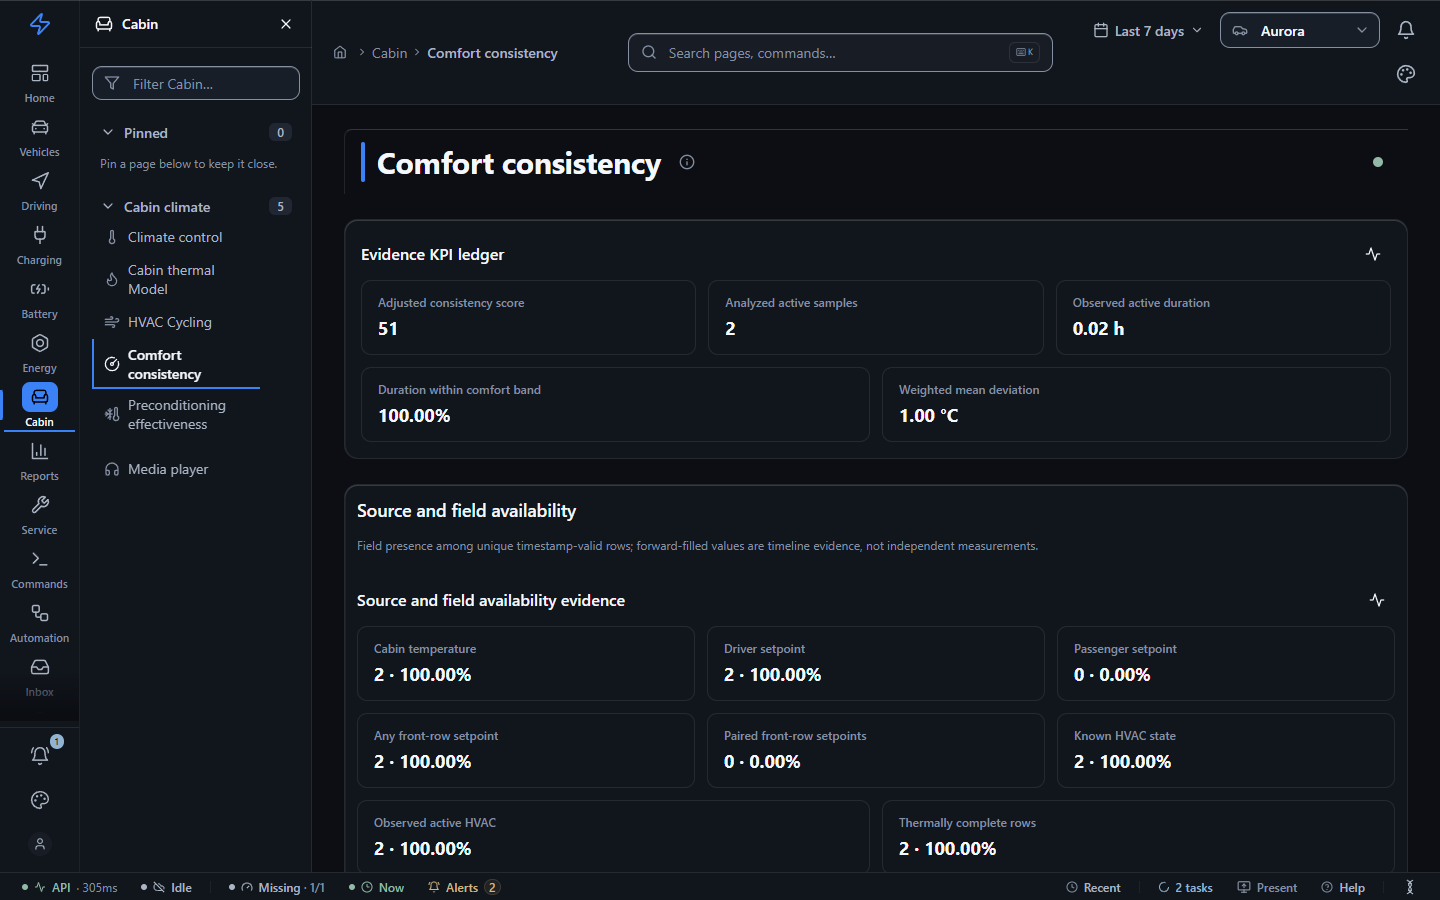 Home
Vehicles
Driving
Charging
Battery
Energy
Cabin
Reports
Service
Commands
Automation
Inbox
1
Cabin
Filter Cabin...
Pinned
0
Pin a page below to keep it close.
Cabin climate
5
Climate control
Cabin thermal
Model
HVAC Cycling
Comfort
consistency
Preconditioning
effectiveness
Media player
Cabin
Comfort consistency
Search pages, commands...
K
Last 7 days
Aurora
Comfort consistency
Evidence KPI ledger
Adjusted consistency score
51
Analyzed active samples
2
Observed active duration
0.02 h
Duration within comfort band
100.00%
Weighted mean deviation
1.00 °C
Source and field availability
Field presence among unique timestamp-valid rows; forward-filled values are timeline evidence, not independent measurements.
Source and field availability evidence
Cabin temperature
2 · 100.00%
Driver setpoint
2 · 100.00%
Passenger setpoint
0 · 0.00%
Any front-row setpoint
2 · 100.00%
Paired front-row setpoints
0 · 0.00%
Known HVAC state
2 · 100.00%
Observed active HVAC
2 · 100.00%
Thermally complete rows
2 · 100.00%
API · 305ms
Idle
Missing · 1/1
Now
Alerts 2
Recent
2 tasks
Present
Help